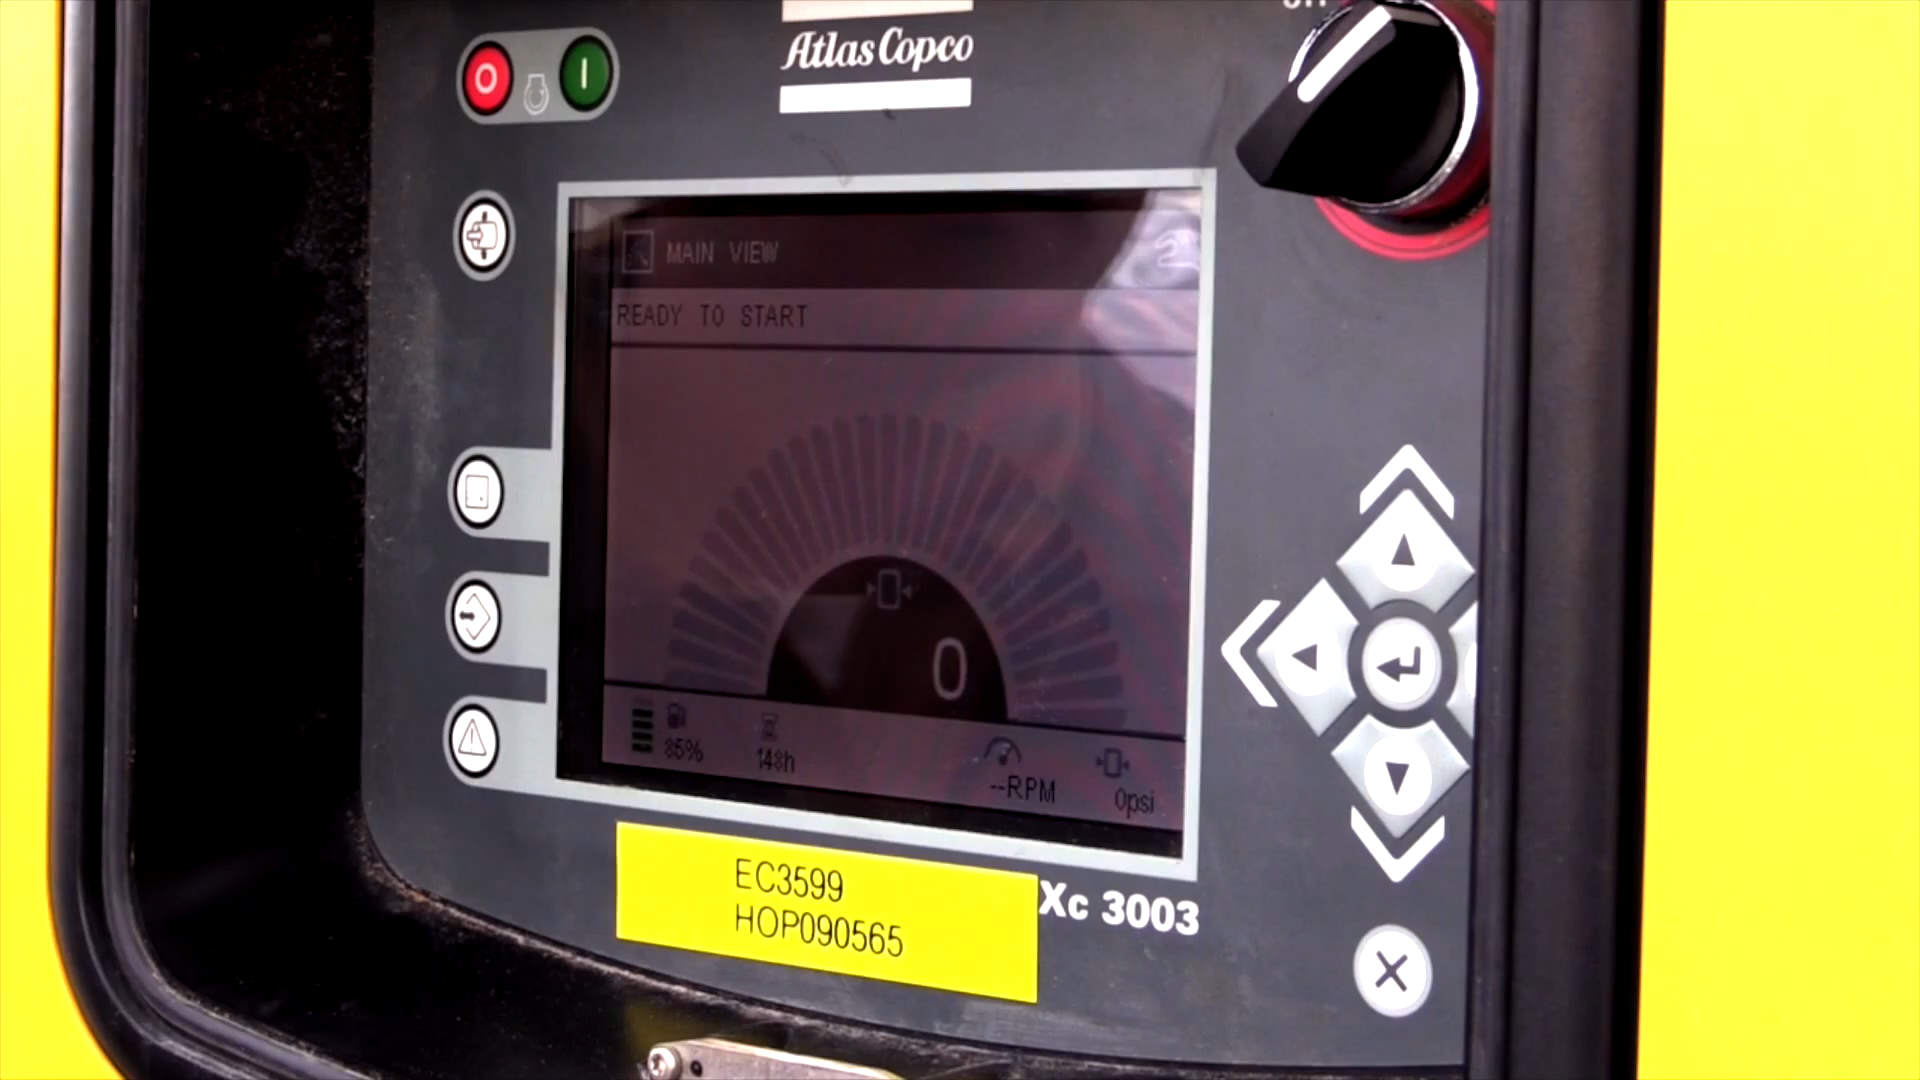 Atlas Copco
MAIN VIEW
READY TO START
0
85%
148h
--RPM
0psi
EC3599
HOP090565
Xc 3003